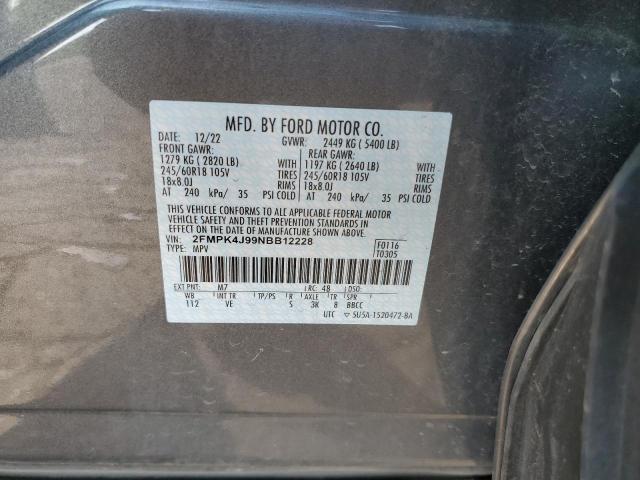 MFD. BY FORD MOTOR CO.
DATE: 12/22 GVWR: 2449 KG ( 5400 LB)
FRONT GAWR: REAR GAWR:
1279 KG ( 2820 LB) WITH 1197 KG ( 2640 LB) WITH
245/60R18 105V TIRES 245/60R18 105V TIRES
18x8.0J RIMS 18x8.0J RIMS
AT 240 kPa/ 35 PSI COLD AT 240 kPa/ 35 PSI COLD
THIS VEHICLE CONFORMS TO ALL APPLICABLE FEDERAL MOTOR
VEHICLE SAFETY AND THEFT PREVENTION STANDARDS IN
EFFECT ON THE DATE OF MANUFACTURE SHOWN ABOVE.
VIN: 2FMPK4J99NBB12228 F0116
TYPE: MPV T0305
EXT PNT: M7 RC: 48 DSO:
WB INT TR TP/PS R AXLE TR SPR
112 VE S 3K 8 BBCC
UTC ▽ 5U5A-1520472-BA